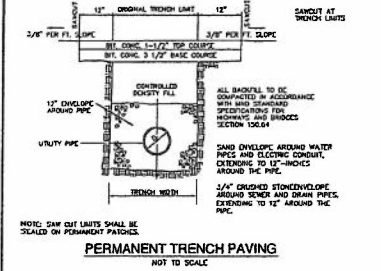 12" ORIGINAL TRENCH LIMIT 12"
SAWCUT
SAWCUT
SAWCUT AT
TRENCH LIMITS
3/8" PER FT. SLOPE
3/8" PER FT. SLOPE
BIT. CONC. 1-1/2" TOP COURSE
BIT. CONC. 3 1/2" BASE COURSE
CONTROLLED
DENSITY FILL
12" ENVELOPE
AROUND PIPE
UTILITY PIPE
TRENCH WIDTH
ALL BACKFILL TO BE
COMPACTED IN ACCORDANCE
WITH MHD STANDARD
SPECIFICATIONS FOR
HIGHWAYS AND BRIDGES
SECTION 150.64
SAND ENVELOPE AROUND WATER
PIPES AND ELECTRIC CONDUIT,
EXTENDING TO 12"-INCHES
AROUND THE PIPE.
3/4" CRUSHED STONEENVELOPE
AROUND SEWER AND DRAIN PIPES,
EXTENDING TO 12" AROUND THE
PIPE.
NOTE: SAW CUT LIMITS SHALL BE
SEALED ON PERMANENT PATCHES.
PERMANENT TRENCH PAVING
NOT TO SCALE